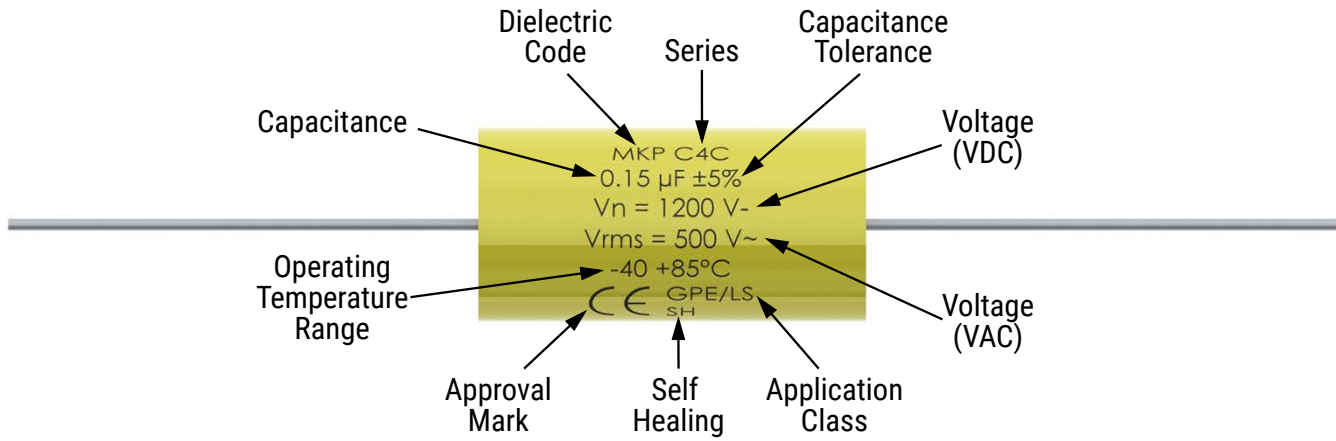 Dielectric
Code
Series
Capacitance
Tolerance
Capacitance
Voltage
(VDC)
MKP C4C
0.15 µF ±5%
Vn = 1200 V-
Vrms = 500 V~
-40 +85°C
CE GPE/LS
SH
Operating
Temperature
Range
Voltage
(VAC)
Approval
Mark
Self
Healing
Application
Class